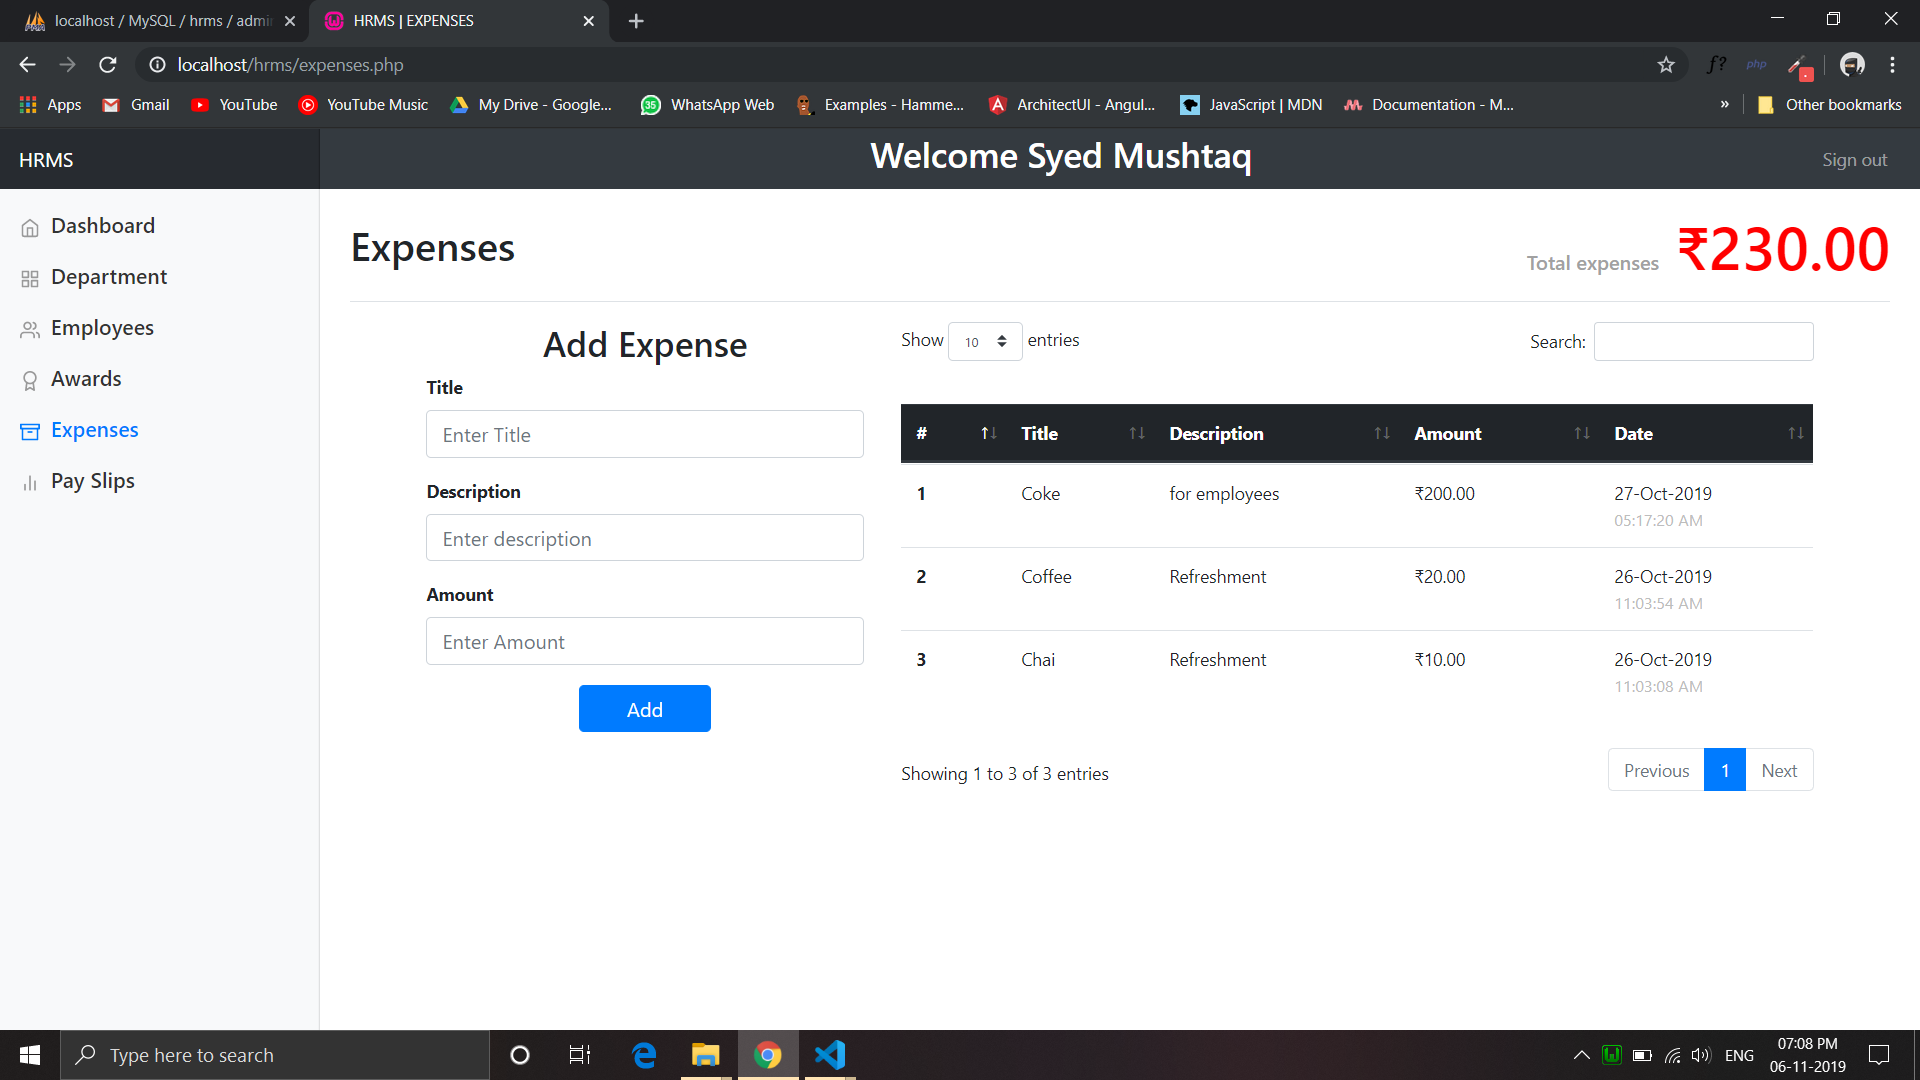 localhost / MySQL / hrms / admin
HRMS | EXPENSES
localhost/hrms/expenses.php
f?
php
Apps
Gmail
YouTube
YouTube Music
My Drive - Google...
35
WhatsApp Web
Examples - Hamme...
ArchitectUI - Angul...
JavaScript | MDN
Documentation - M...
»
Other bookmarks
HRMS
Welcome Syed Mushtaq
Sign out
Dashboard
Department
Employees
Awards
Expenses
Pay Slips
Expenses
Total expenses ₹230.00
Add Expense
Title
Enter Title
Description
Enter description
Amount
Enter Amount
Add
Show 10 entries
Search:
# Title Description Amount Date
1 Coke for employees ₹200.00 27-Oct-2019
05:17:20 AM
2 Coffee Refreshment ₹20.00 26-Oct-2019
11:03:54 AM
3 Chai Refreshment ₹10.00 26-Oct-2019
11:03:08 AM
Showing 1 to 3 of 3 entries
Previous 1 Next
Type here to search
ENG
07:08 PM
06-11-2019